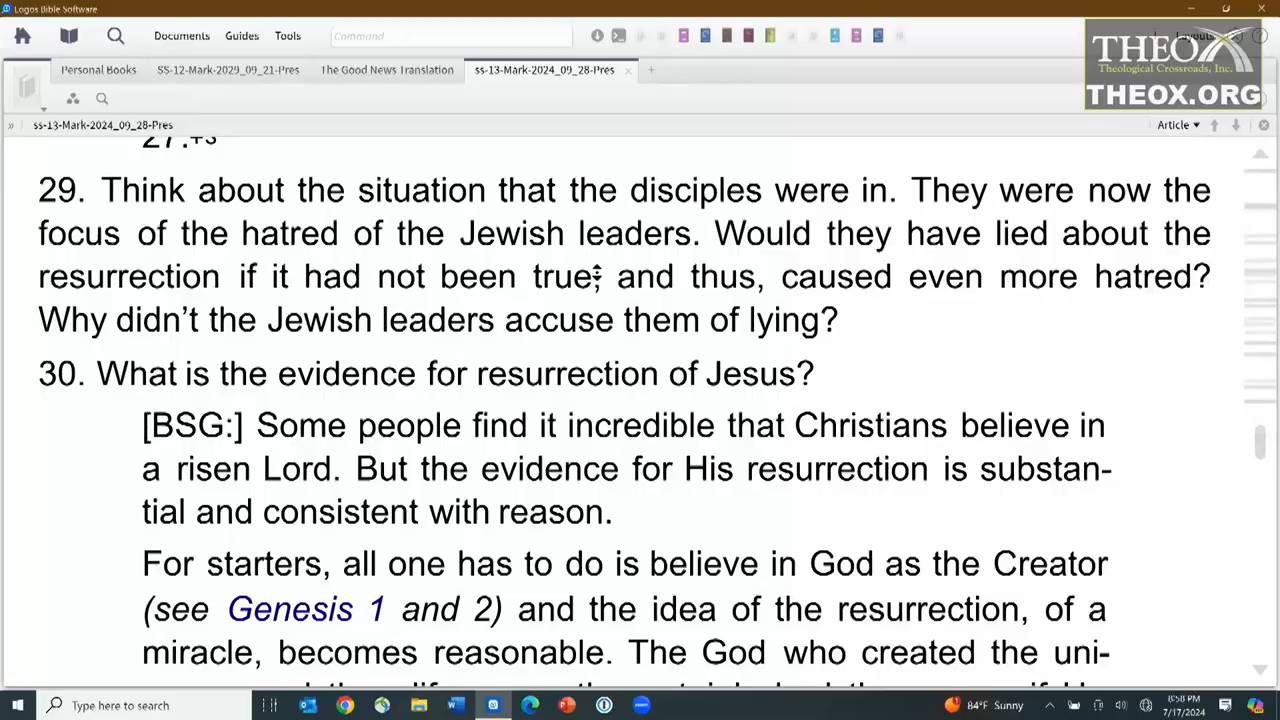 Logos Bible Software
Documents Guides Tools Command Layouts
THEOX
Theological Crossroads, Inc.
THEOX.ORG
Personal Books SS-12-Mark-2029_09_21-Pres The Good News Translation ss-13-Mark-2024_09_28-Pres
ss-13-Mark-2024_09_28-Pres Article
27.+3
29. Think about the situation that the disciples were in. They were now the
focus of the hatred of the Jewish leaders. Would they have lied about the
resurrection if it had not been true; and thus, caused even more hatred?
Why didn't the Jewish leaders accuse them of lying?
30. What is the evidence for resurrection of Jesus?
[BSG:] Some people find it incredible that Christians believe in
a risen Lord. But the evidence for His resurrection is substan-
tial and consistent with reason.
For starters, all one has to do is believe in God as the Creator
(see Genesis 1 and 2) and the idea of the resurrection, of a
miracle, becomes reasonable. The God who created the uni-
Type here to search 84°F Sunny 8:58 PM
7/17/2024